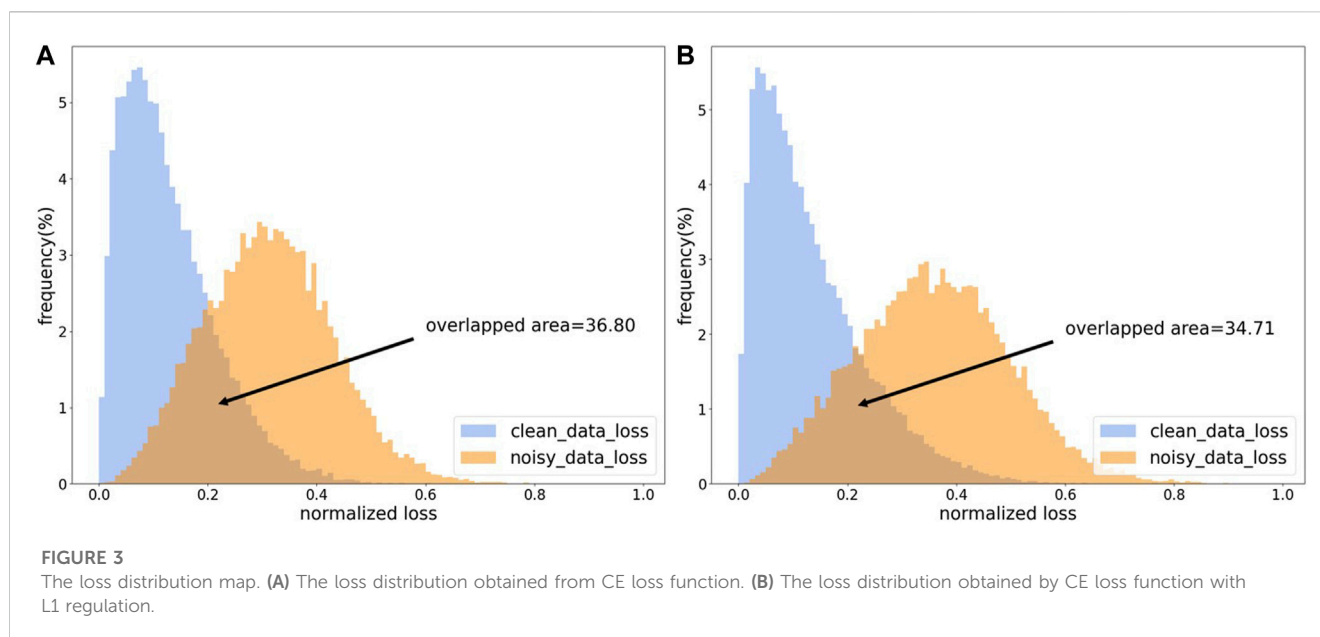 A
frequency(%)
5
4
3
2
1
0
overlapped area=36.80
clean_data_loss
noisy_data_loss
0.0 0.2 0.4 0.6 0.8 1.0
normalized loss
B
frequency(%)
5
4
3
2
1
0
overlapped area=34.71
clean_data_loss
noisy_data_loss
0.0 0.2 0.4 0.6 0.8 1.0
normalized loss
FIGURE 3
The loss distribution map. (A) The loss distribution obtained from CE loss function. (B) The loss distribution obtained by CE loss function with
L1 regulation.